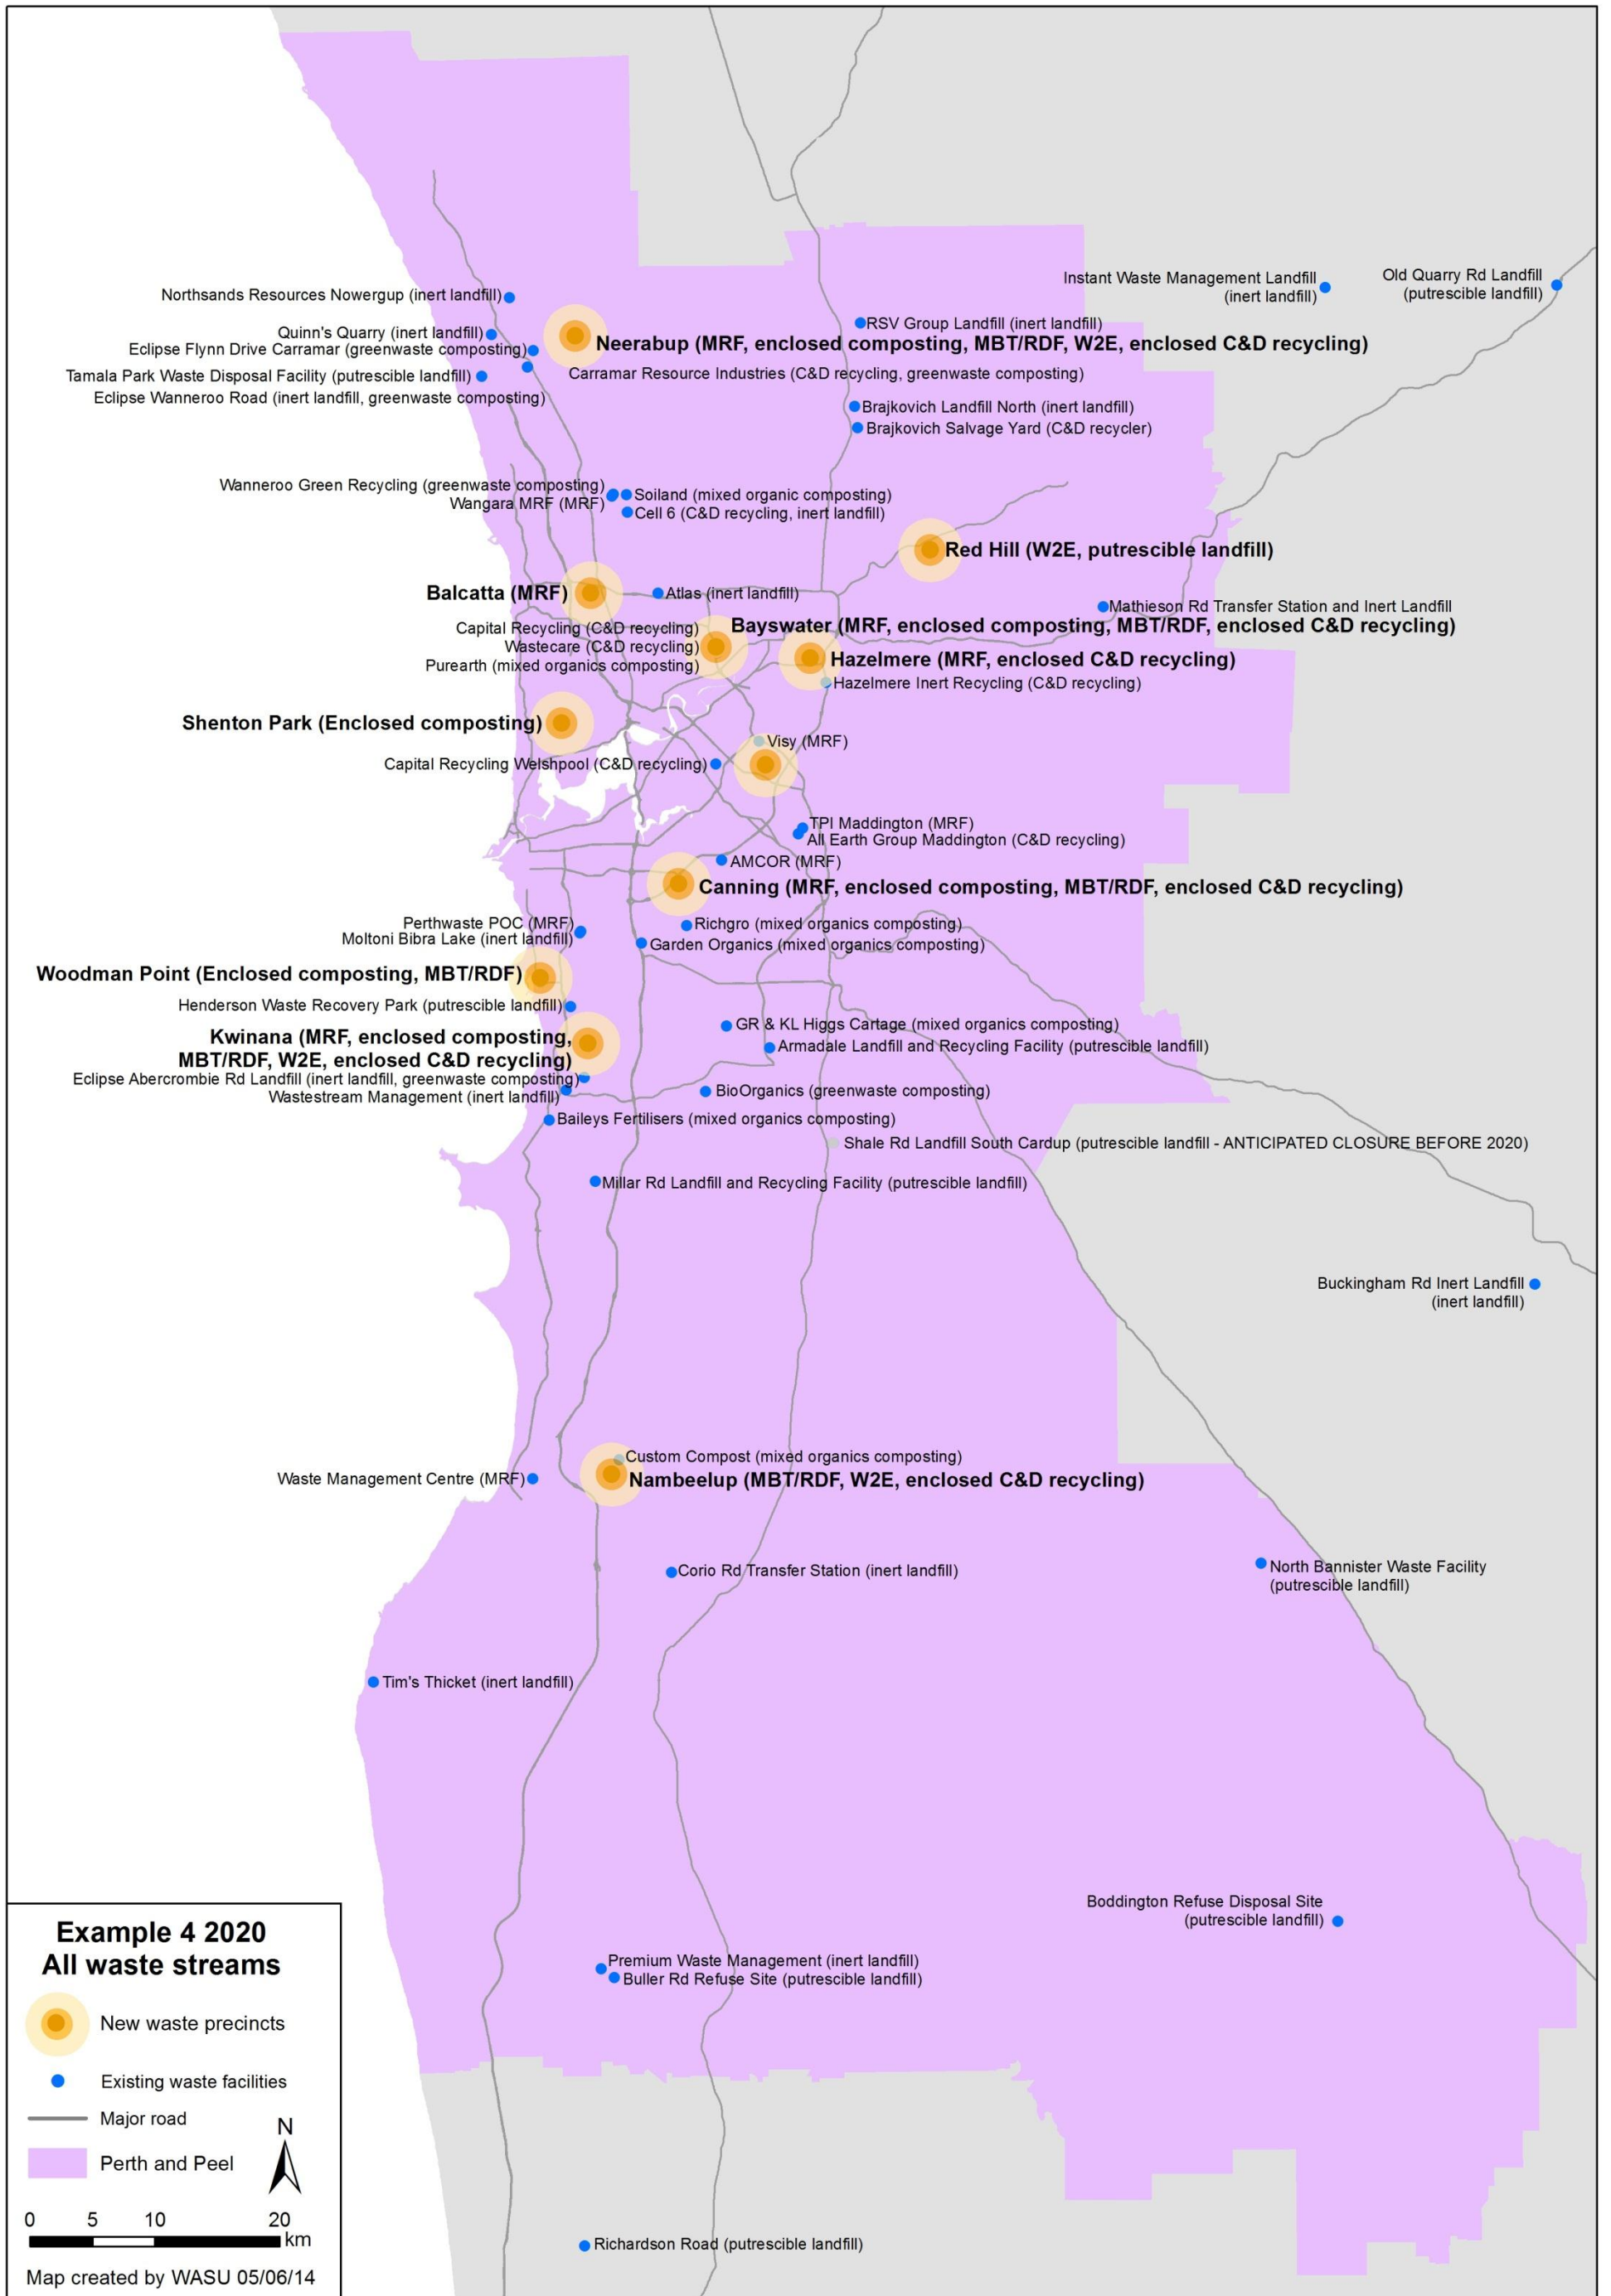 Northsands Resources Nowergup (inert landfill)
Quinn's Quarry (inert landfill)
Eclipse Flynn Drive Carramar (greenwaste composting)
Tamala Park Waste Disposal Facility (putrescible landfill)
Eclipse Wanneroo Road (inert landfill, greenwaste composting)
Instant Waste Management Landfill
(inert landfill)
Old Quarry Rd Landfill
(putrescible landfill)
RSV Group Landfill (inert landfill)
Neerabup (MRF, enclosed composting, MBT/RDF, W2E, enclosed C&D recycling)
Carramar Resource Industries (C&D recycling, greenwaste composting)
Brajkovich Landfill North (inert landfill)
Brajkovich Salvage Yard (C&D recycler)
Wanneroo Green Recycling (greenwaste composting)
Wangara MRF (MRF)
Soiland (mixed organic composting)
Cell 6 (C&D recycling, inert landfill)
Red Hill (W2E, putrescible landfill)
Balcatta (MRF)
Atlas (inert landfill)
Mathieson Rd Transfer Station and Inert Landfill
Capital Recycling (C&D recycling)
Wastecare (C&D recycling)
Purearth (mixed organics composting)
Bayswater (MRF, enclosed composting, MBT/RDF, enclosed C&D recycling)
Hazelmere (MRF, enclosed C&D recycling)
Hazelmere Inert Recycling (C&D recycling)
Shenton Park (Enclosed composting)
Visy (MRF)
Capital Recycling Welshpool (C&D recycling)
TPI Maddington (MRF)
All Earth Group Maddington (C&D recycling)
AMCOR (MRF)
Canning (MRF, enclosed composting, MBT/RDF, enclosed C&D recycling)
Perthwaste POC (MRF)
Moltoni Bibra Lake (inert landfill)
Richgro (mixed organics composting)
Garden Organics (mixed organics composting)
Woodman Point (Enclosed composting, MBT/RDF)
Henderson Waste Recovery Park (putrescible landfill)
GR & KL Higgs Cartage (mixed organics composting)
Kwinana (MRF, enclosed composting,
MBT/RDF, W2E, enclosed C&D recycling)
Armadale Landfill and Recycling Facility (putrescible landfill)
Eclipse Abercrombie Rd Landfill (inert landfill, greenwaste composting)
Wastestream Management (inert landfill)
BioOrganics (greenwaste composting)
Baileys Fertilisers (mixed organics composting)
Shale Rd Landfill South Cardup (putrescible landfill - ANTICIPATED CLOSURE BEFORE 2020)
Millar Rd Landfill and Recycling Facility (putrescible landfill)
Buckingham Rd Inert Landfill
(inert landfill)
Custom Compost (mixed organics composting)
Waste Management Centre (MRF)
Nambeelup (MBT/RDF, W2E, enclosed C&D recycling)
Corio Rd Transfer Station (inert landfill)
North Bannister Waste Facility
(putrescible landfill)
Tim's Thicket (inert landfill)
Boddington Refuse Disposal Site
(putrescible landfill)
Premium Waste Management (inert landfill)
Buller Rd Refuse Site (putrescible landfill)
Richardson Road (putrescible landfill)
Example 4 2020
All waste streams
New waste precincts
Existing waste facilities
Major road
N
Perth and Peel
0 5 10 20
km
Map created by WASU 05/06/14